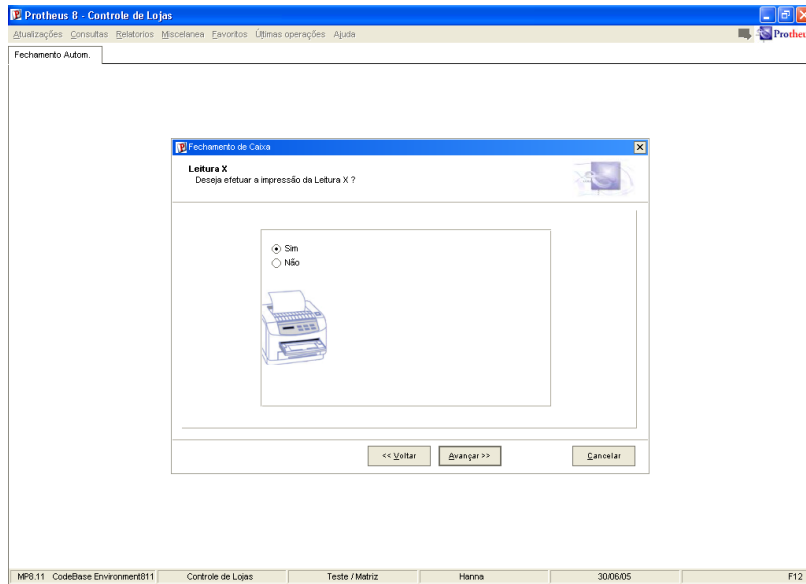 Protheus 8 - Controle de Lojas
Atualizações Consultas Relatorios Miscelanea Favoritos Últimas operações Ajuda
Fechamento Autom.
Fechamento de Caixa
Leitura X
Deseja efetuar a impressão da Leitura X ?
Sim
Não
<< Voltar Avançar >> Cancelar
MP8.11 CodeBase Environment811 Controle de Lojas Teste / Matriz Hanna 30/06/05 F12